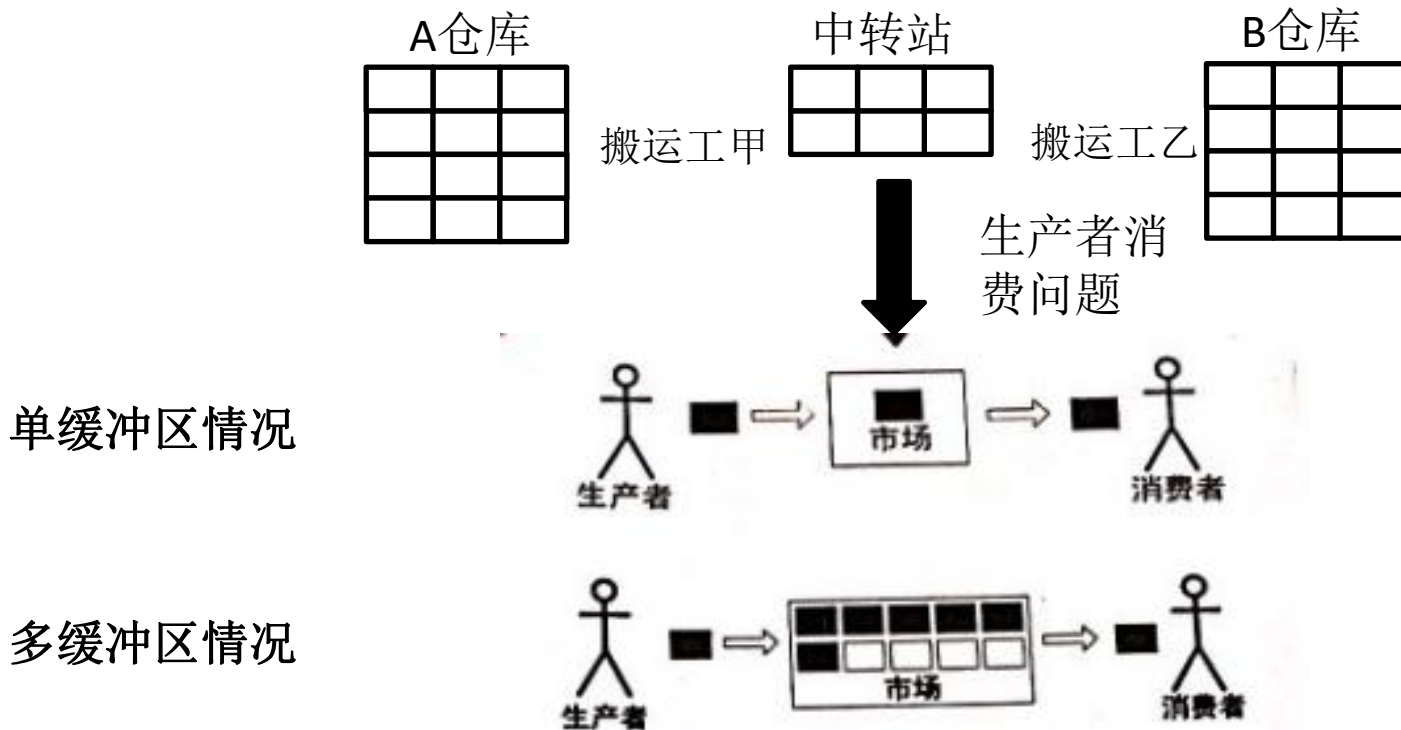 A仓库
中转站
B仓库
搬运工甲
搬运工乙
生产者消
费问题
单缓冲区情况
市场
生产者
消费者
多缓冲区情况
市场
生产者
消费者